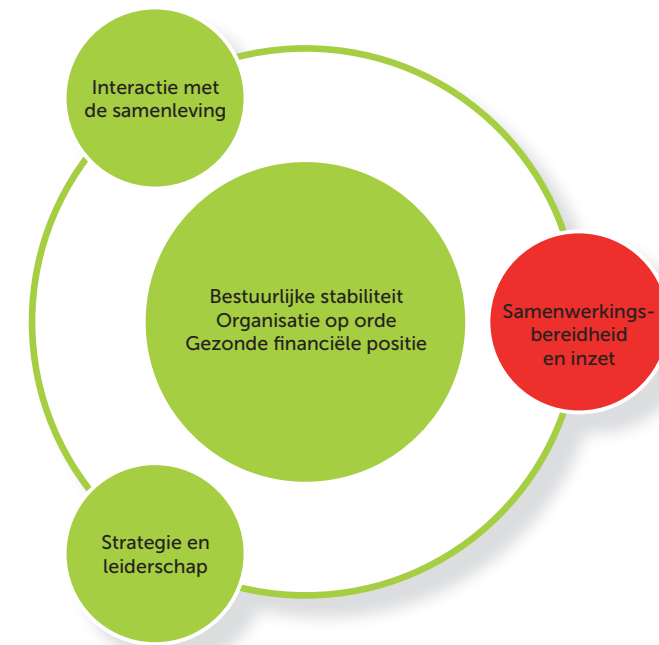 Interactie met
de samenleving
Bestuurlijke stabiliteit
Organisatie op orde
Gezonde financiële positie
Samenwerkings-
bereidheid
en inzet
Strategie en
leiderschap